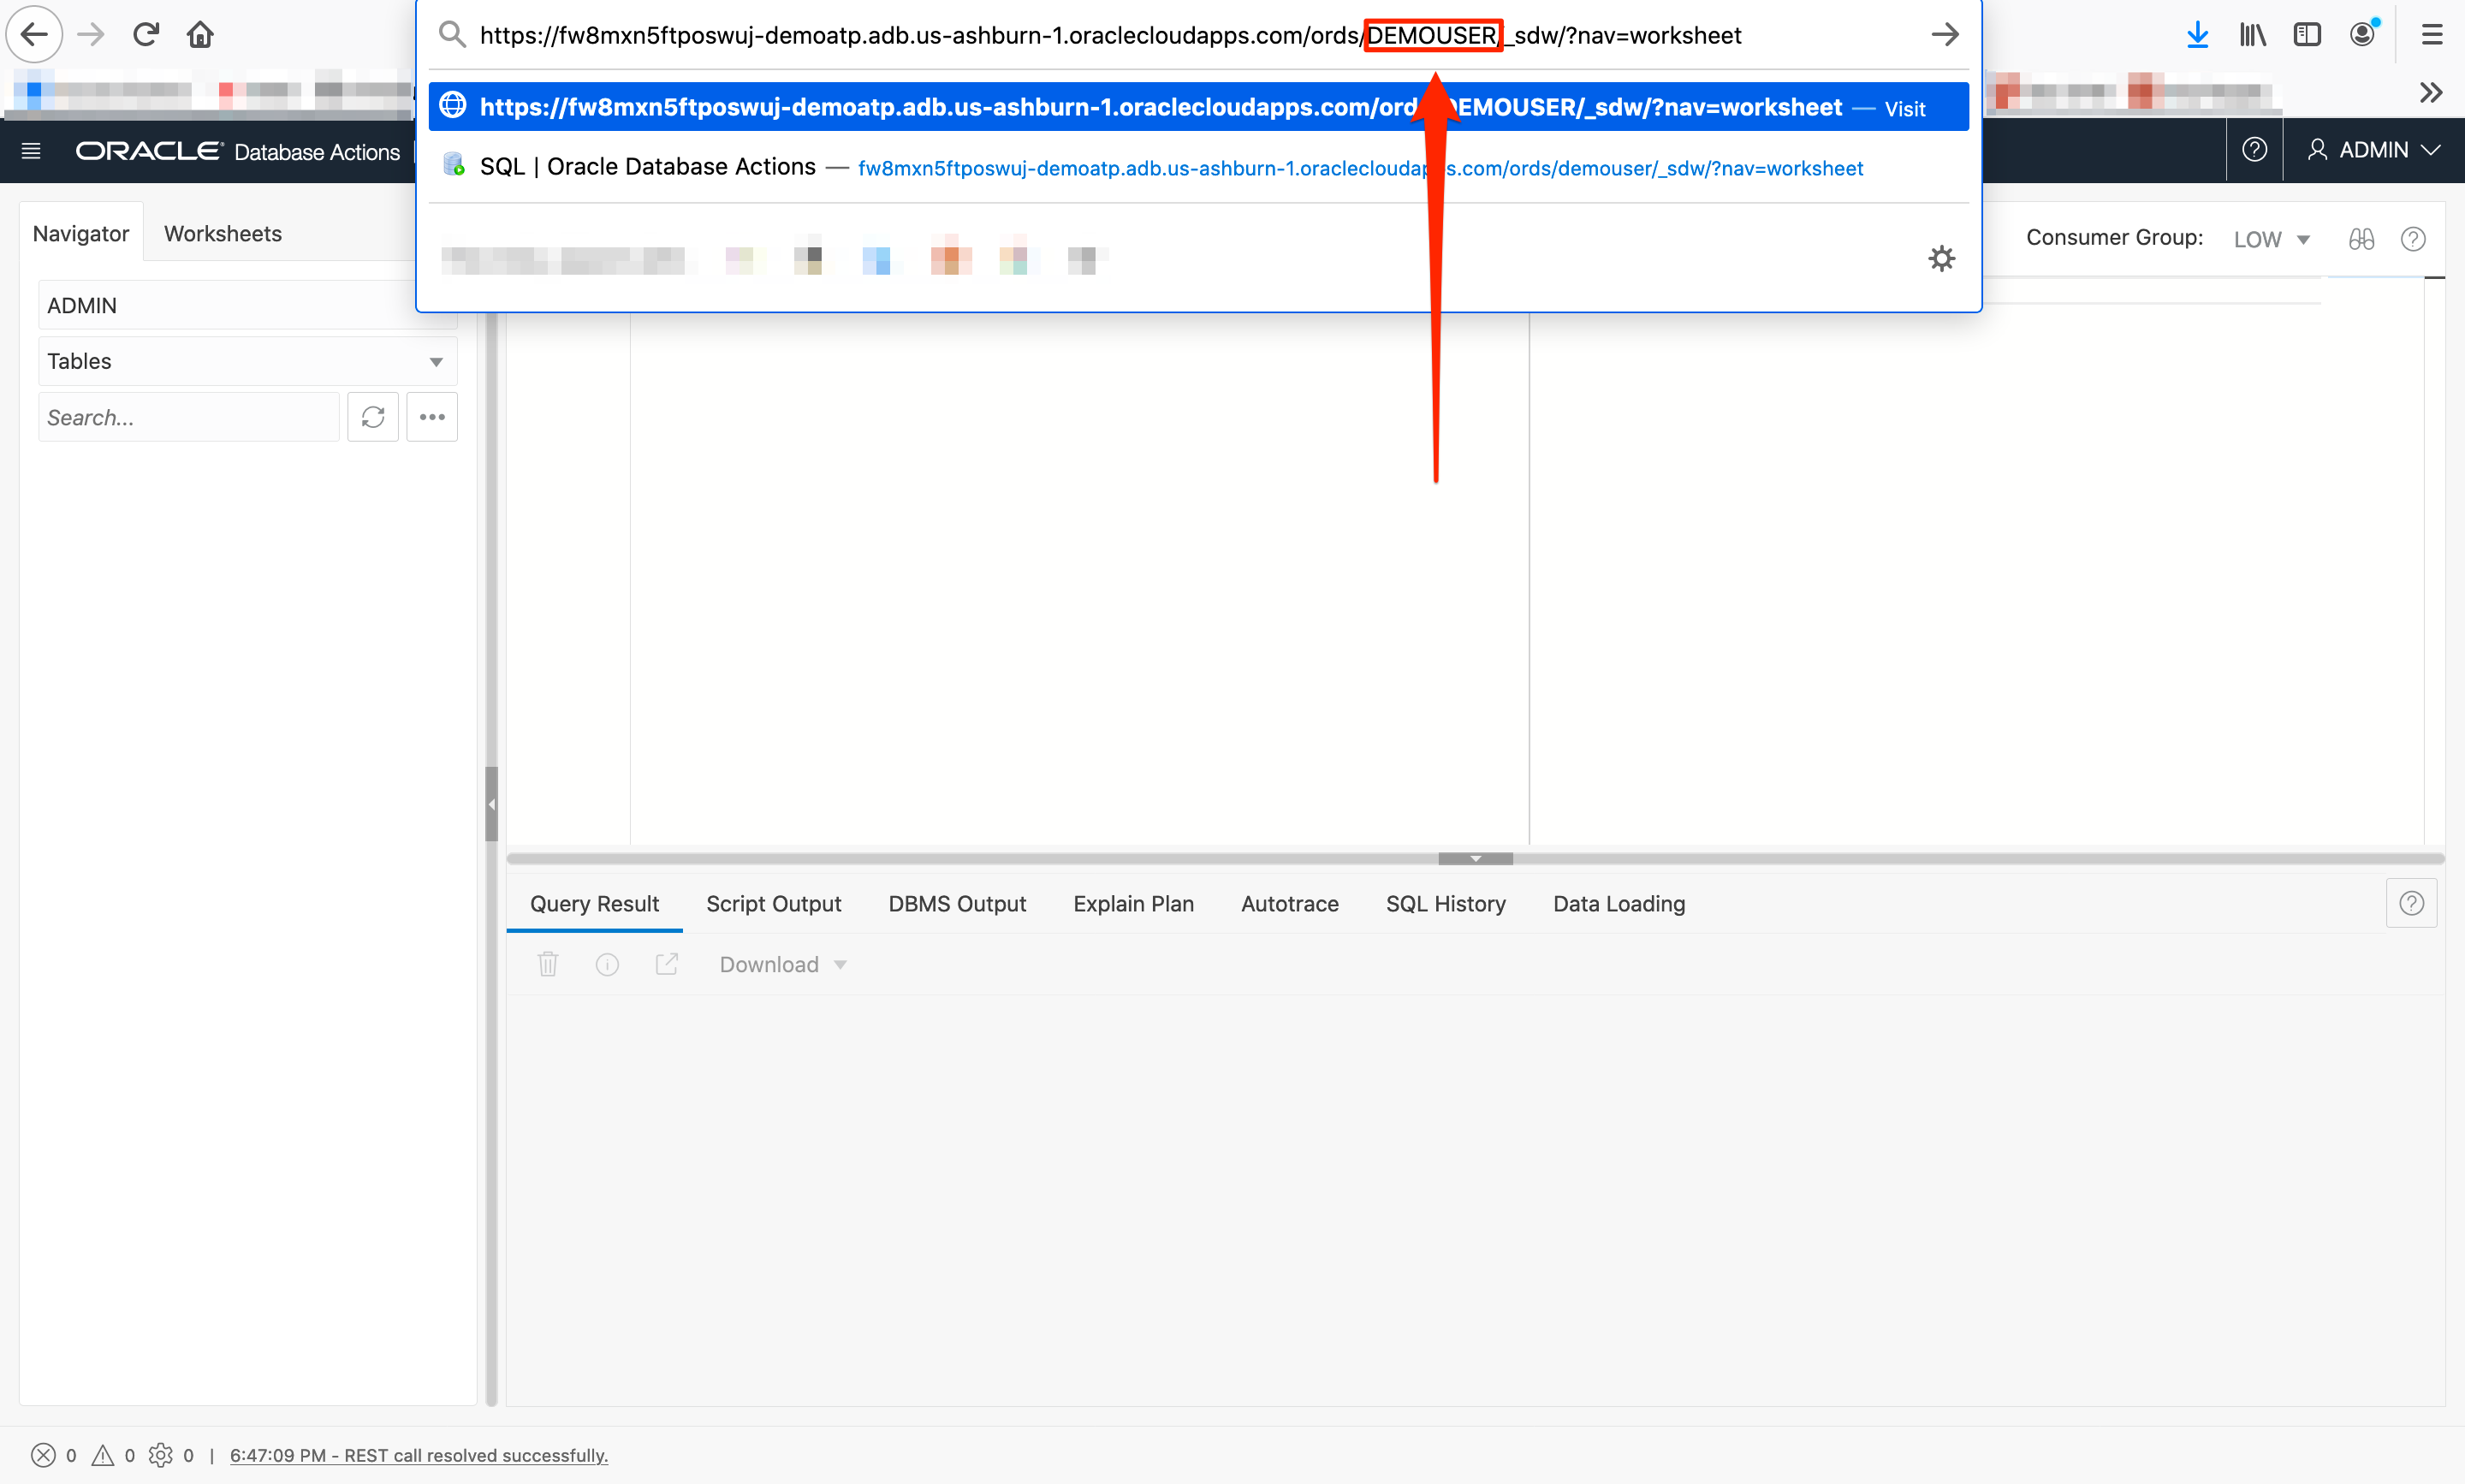 https://fw8mxn5ftposwuj-demoatp.adb.us-ashburn-1.oraclecloudapps.com/ords/DEMOUSER/_sdw/?nav=worksheet
https://fw8mxn5ftposwuj-demoatp.adb.us-ashburn-1.oraclecloudapps.com/ord EMOUSER/_sdw/?nav=worksheet — Visit
ORACLE Database Actions
ADMIN
SQL | Oracle Database Actions — fw8mxn5ftposwuj-demoatp.adb.us-ashburn-1.oraclecloudap s.com/ords/demouser/_sdw/?nav=worksheet
Navigator Worksheets
Consumer Group: LOW
ADMIN
Tables
Search...
Query Result Script Output DBMS Output Explain Plan Autotrace SQL History Data Loading
Download
0 0 0 | 6:47:09 PM - REST call resolved successfully.